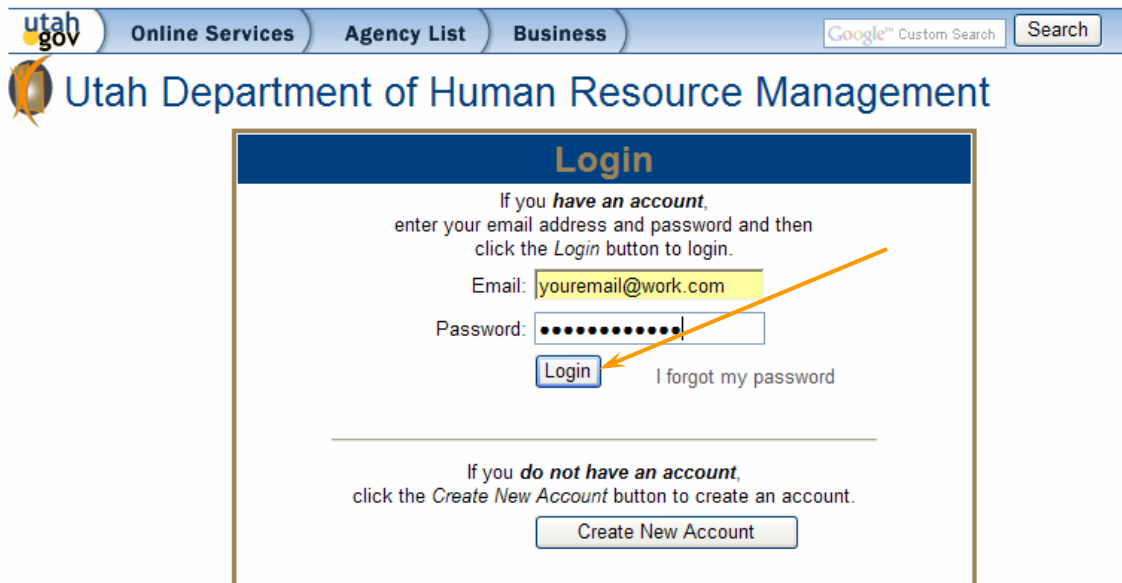 utah gov Online Services Agency List Business Google™ Custom Search Search
Utah Department of Human Resource Management
Login
If you have an account,
enter your email address and password and then
click the Login button to login.
Email: youremail@work.com
Password: ●●●●●●●●●●●●
Login I forgot my password
If you do not have an account,
click the Create New Account button to create an account.
Create New Account